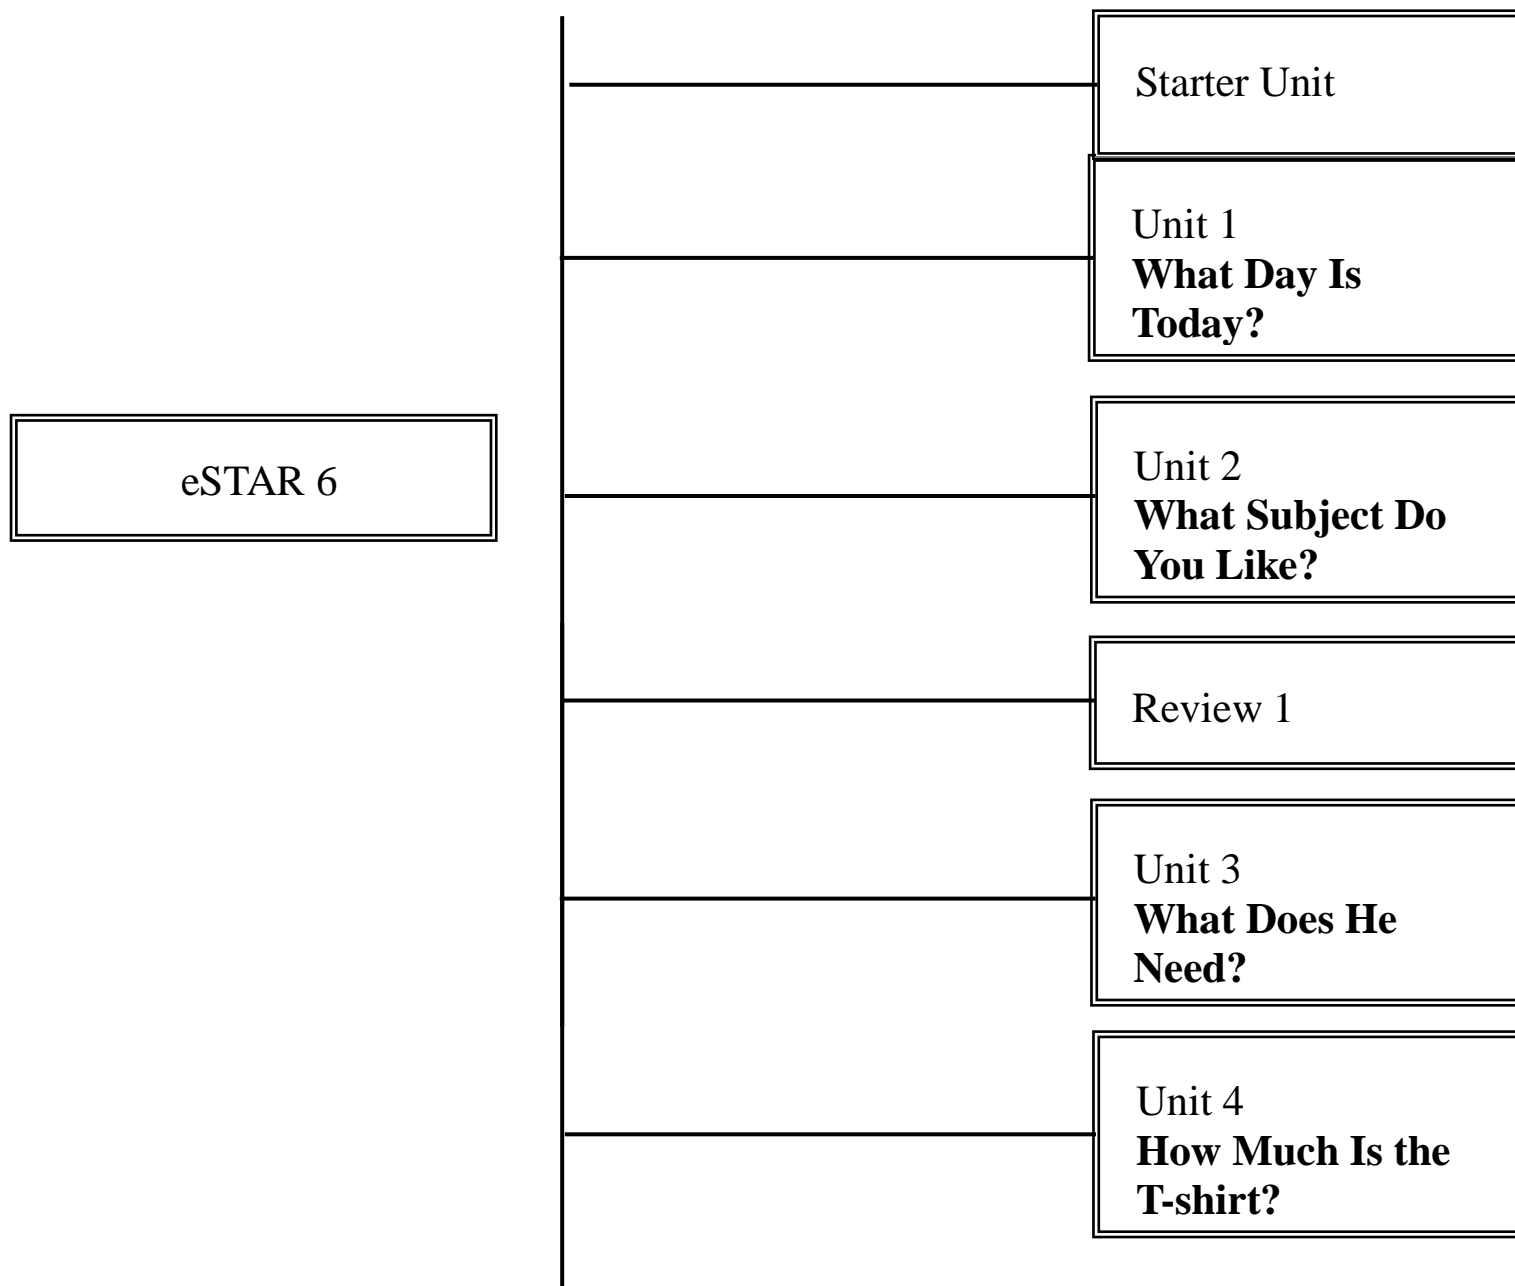 Starter Unit
Unit 1
What Day Is
Today?
eSTAR 6
Unit 2
What Subject Do
You Like?
Review 1
Unit 3
What Does He
Need?
Unit 4
How Much Is the
T-shirt?